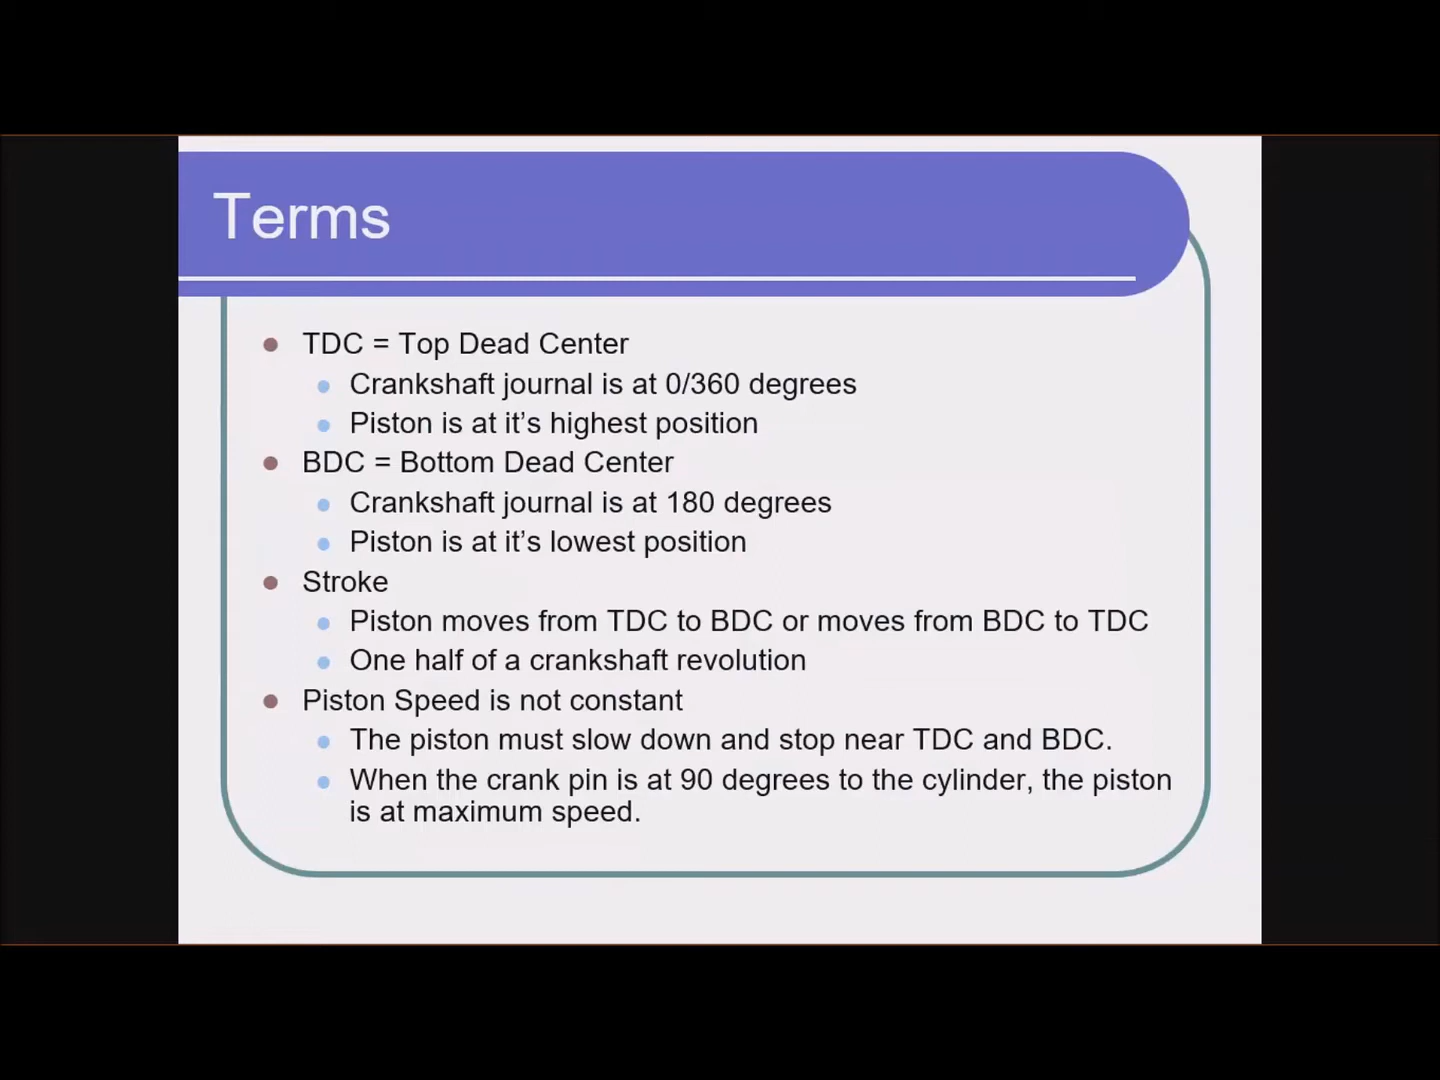 Terms
TDC = Top Dead Center
Crankshaft journal is at 0/360 degrees
Piston is at it’s highest position
BDC = Bottom Dead Center
Crankshaft journal is at 180 degrees
Piston is at it’s lowest position
Stroke
Piston moves from TDC to BDC or moves from BDC to TDC
One half of a crankshaft revolution
Piston Speed is not constant
The piston must slow down and stop near TDC and BDC.
When the crank pin is at 90 degrees to the cylinder, the piston
is at maximum speed.